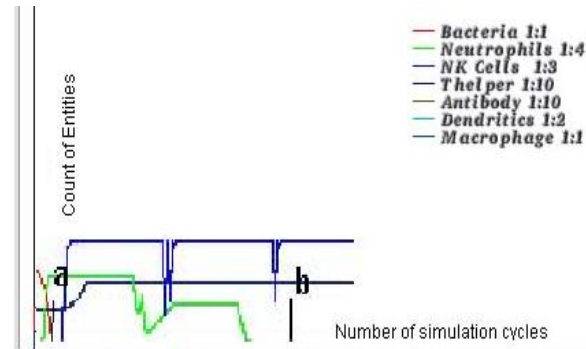 Count of Entities
Bacteria 1:1
Neutrophils 1:4
NK Cells 1:3
Thelper 1:10
Antibody 1:10
Dendritics 1:2
Macrophage 1:1
a
b
Number of simulation cycles